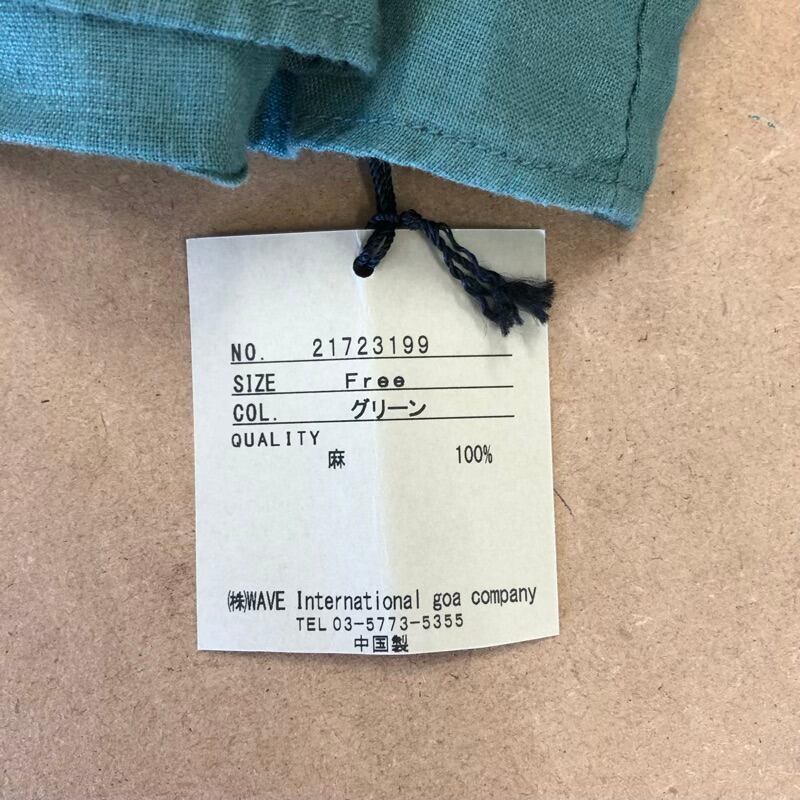 NO. 21723199
SIZE Free
COL. グリーン
QUALITY
麻 100%
㈱WAVE International goa company
TEL 03-5773-5355
中国製